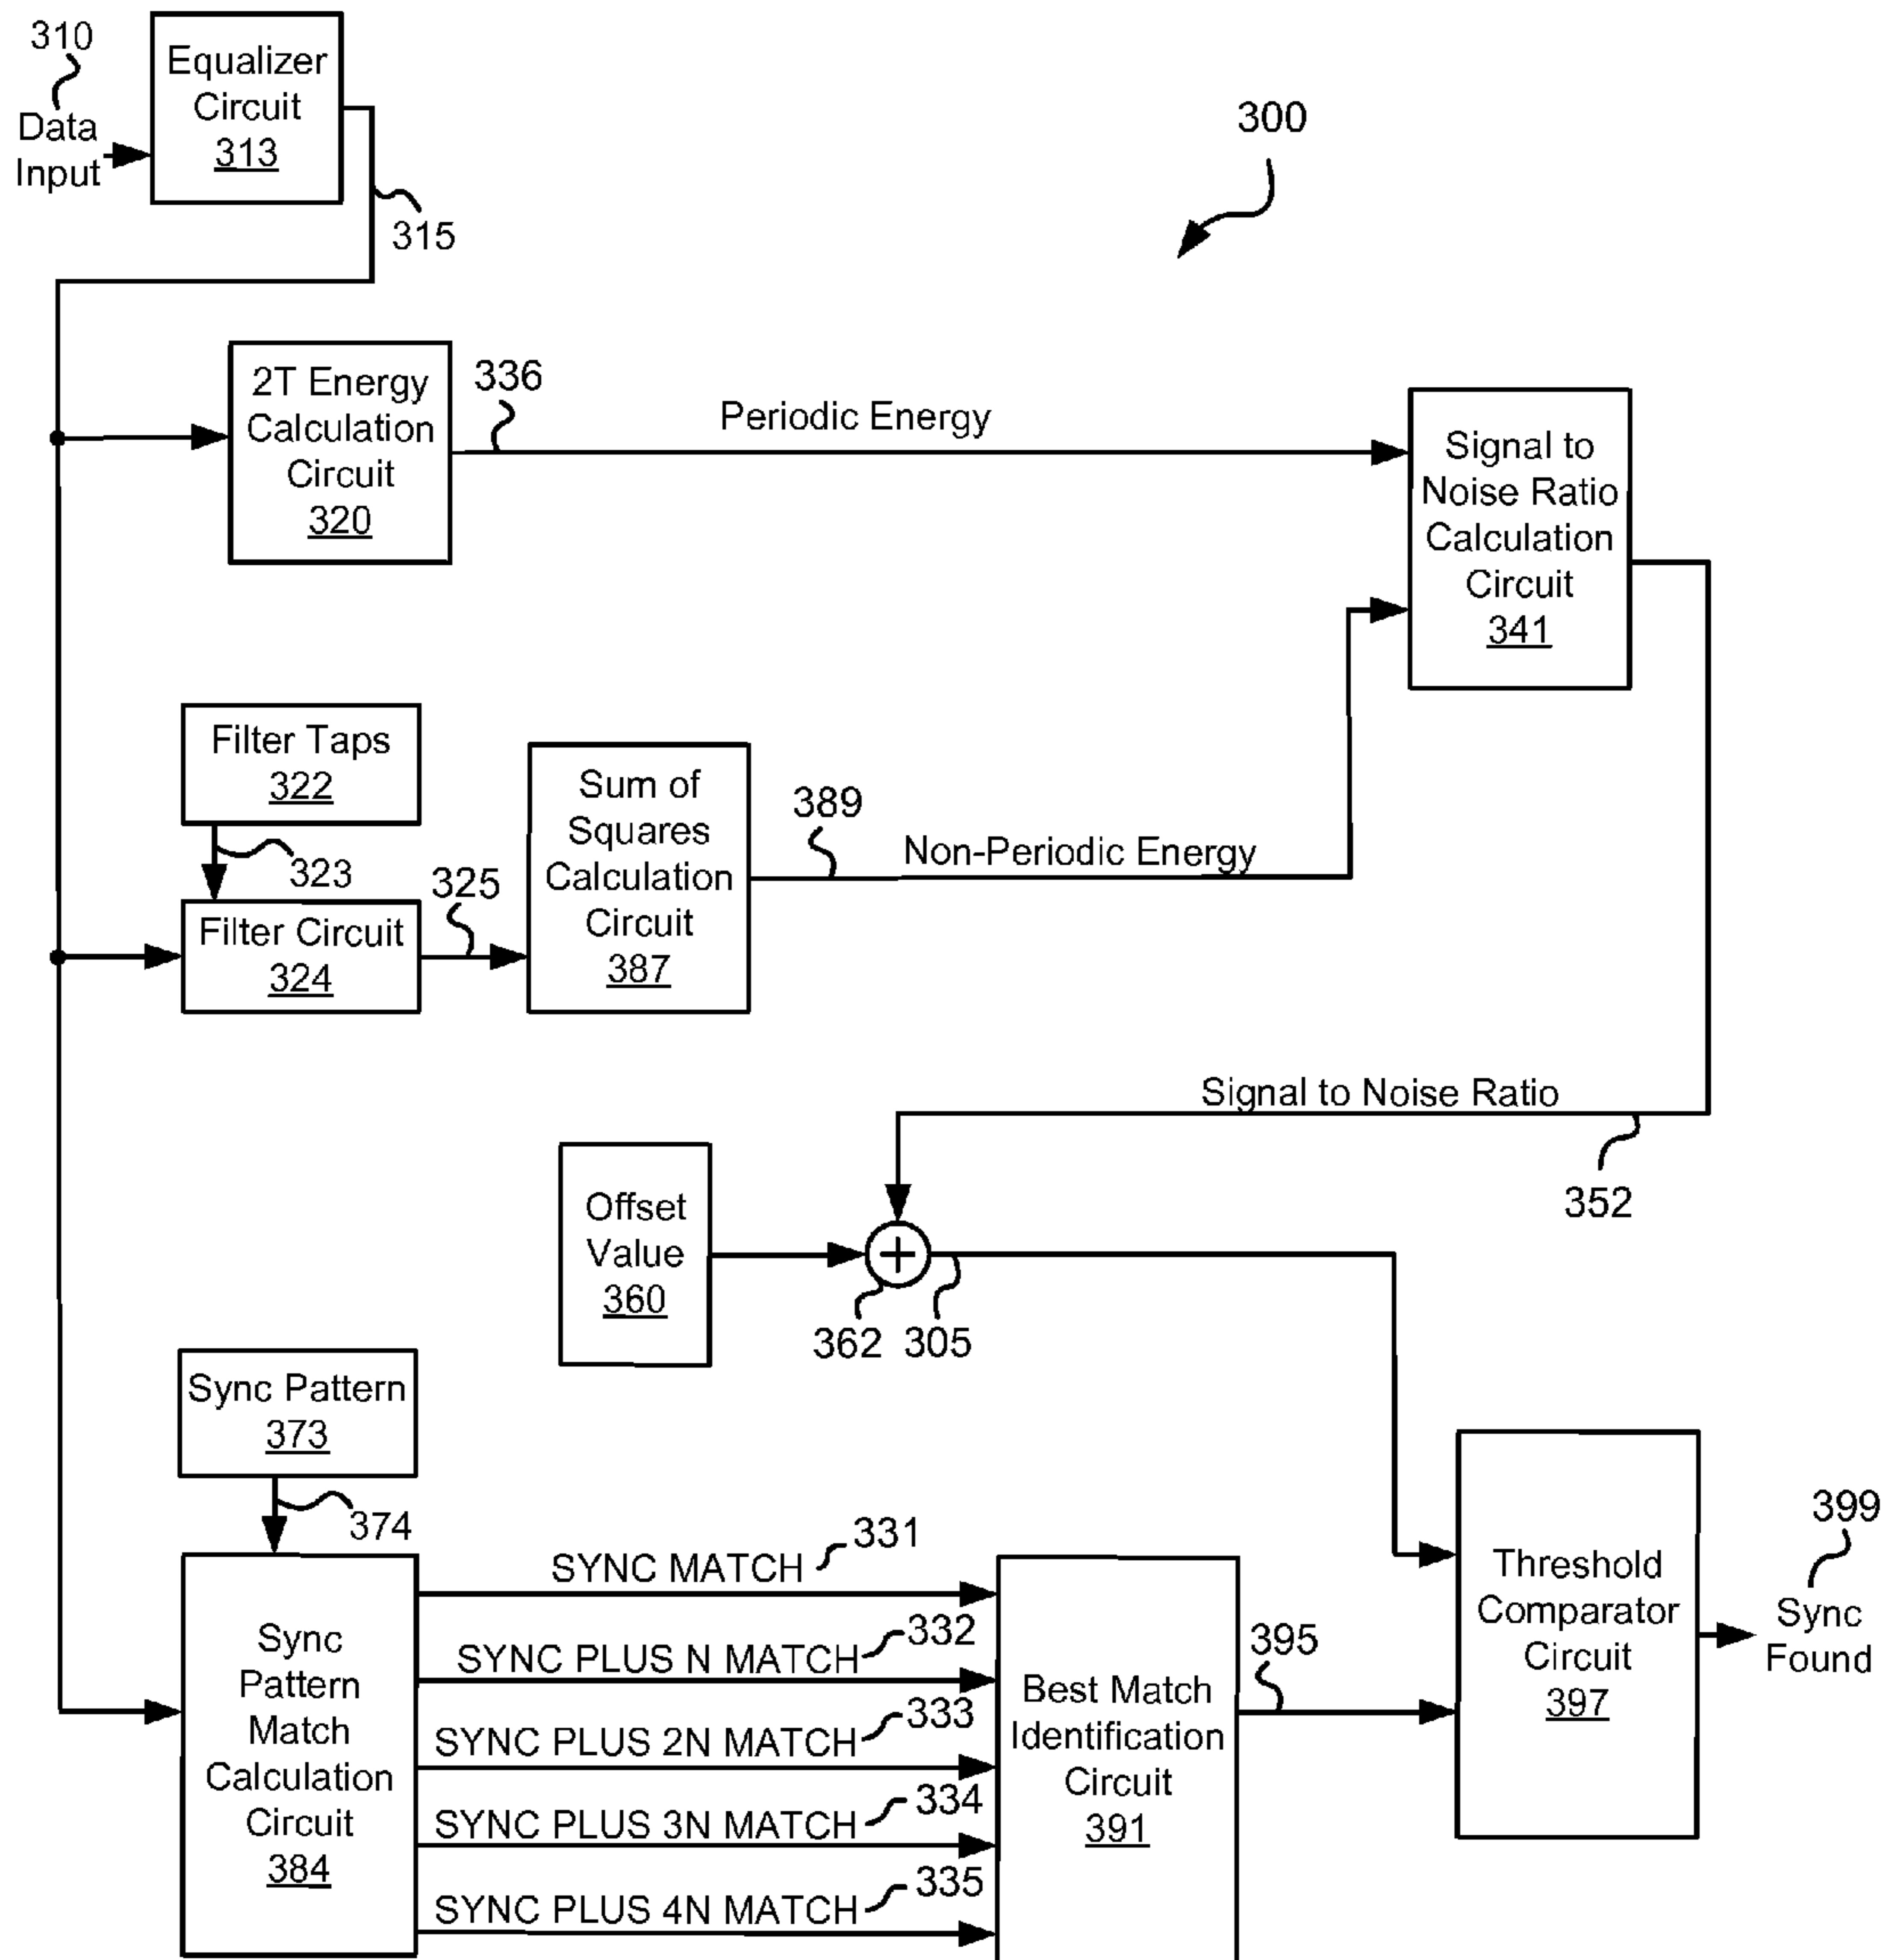 310
Data
Input
Equalizer
Circuit
313
315
300
2T Energy
Calculation
Circuit
320
336
Periodic Energy
Signal to
Noise Ratio
Calculation
Circuit
341
Filter Taps
322
323
Filter Circuit
324
325
Sum of
Squares
Calculation
Circuit
387
389
Non-Periodic Energy
Signal to Noise Ratio
352
Offset
Value
360
362
305
Sync Pattern
373
374
Sync
Pattern
Match
Calculation
Circuit
384
SYNC MATCH
331
SYNC PLUS N MATCH
332
SYNC PLUS 2N MATCH
333
SYNC PLUS 3N MATCH
334
SYNC PLUS 4N MATCH
335
Best Match
Identification
Circuit
391
395
Threshold
Comparator
Circuit
397
399
Sync
Found